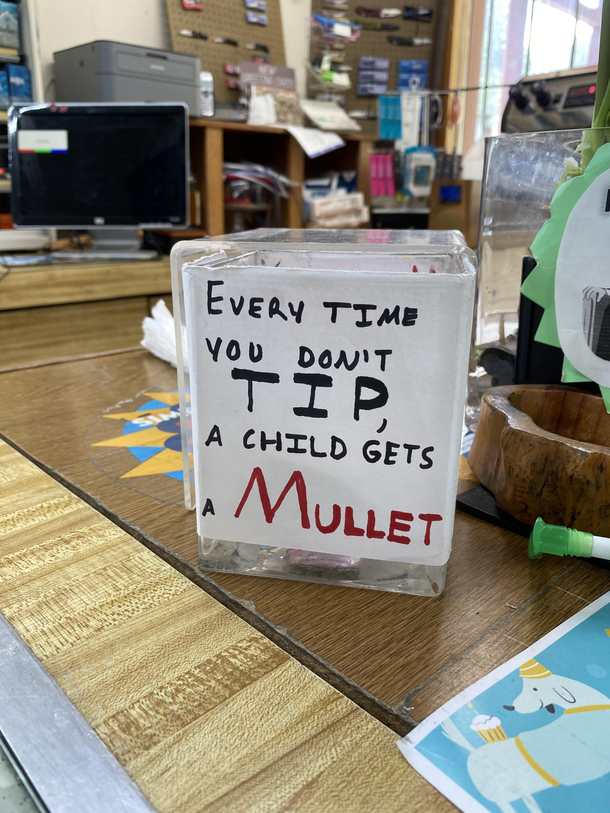 EVERY TIME
YOU DON'T
TIP,
A CHILD GETS
A MULLET